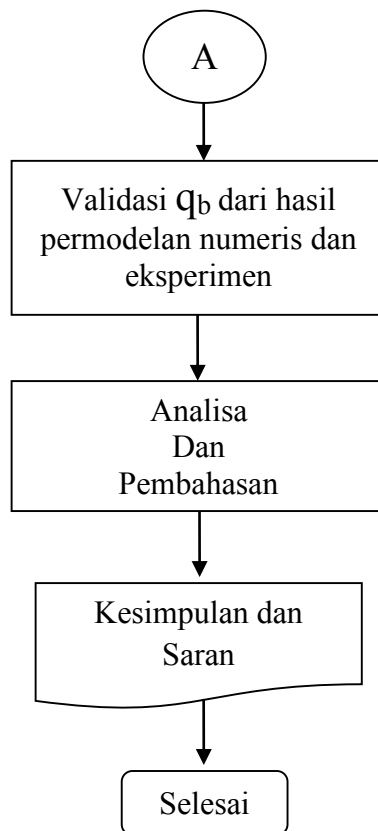 A
Validasi qb dari hasil
permodelan numeris dan
eksperimen
Analisa
Dan
Pembahasan
Kesimpulan dan
Saran
Selesai